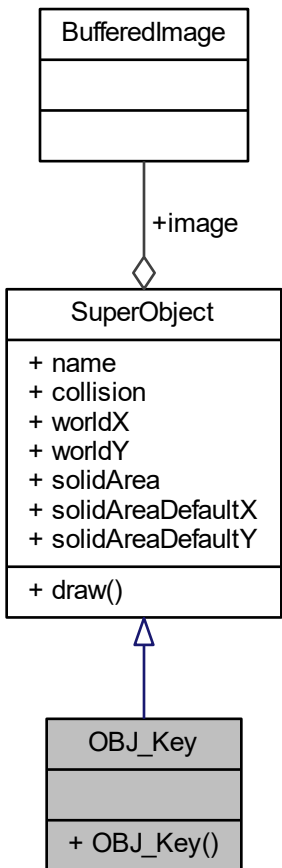 BufferedImage
+image
SuperObject
+ name
+ collision
+ worldX
+ worldY
+ solidArea
+ solidAreaDefaultX
+ solidAreaDefaultY
+ draw()
OBJ_Key
+ OBJ_Key()